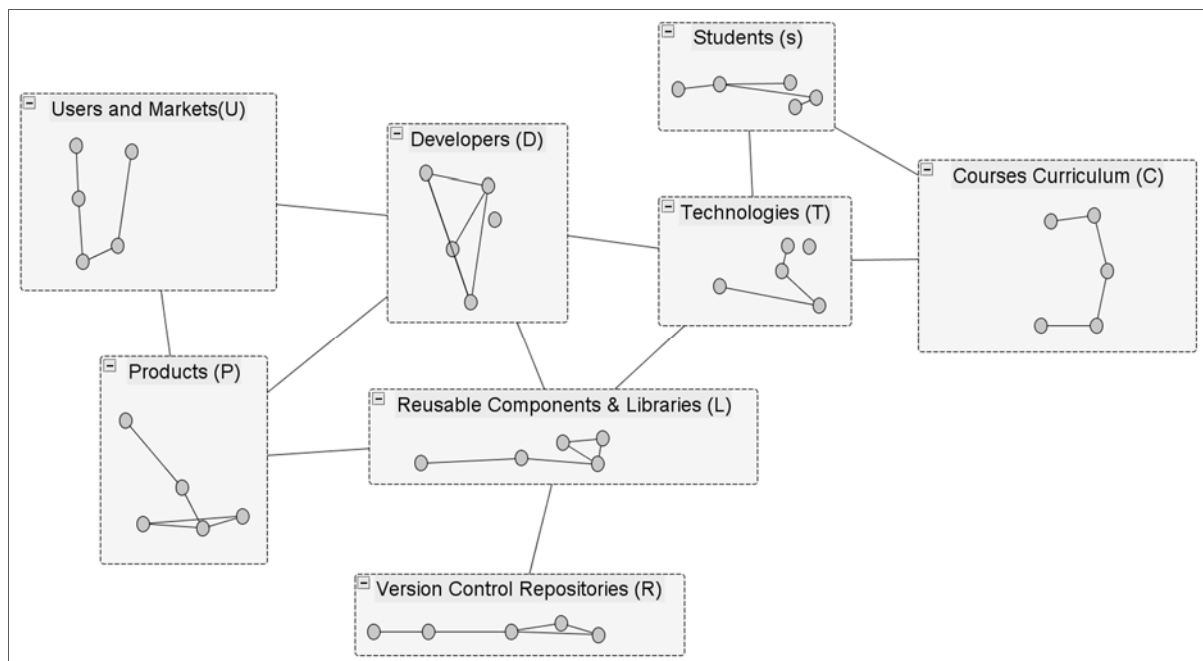 Students (s)
Users and Markets(U)
Developers (D)
Courses Curriculum (C)
Technologies (T)
Products (P)
Reusable Components & Libraries (L)
Version Control Repositories (R)